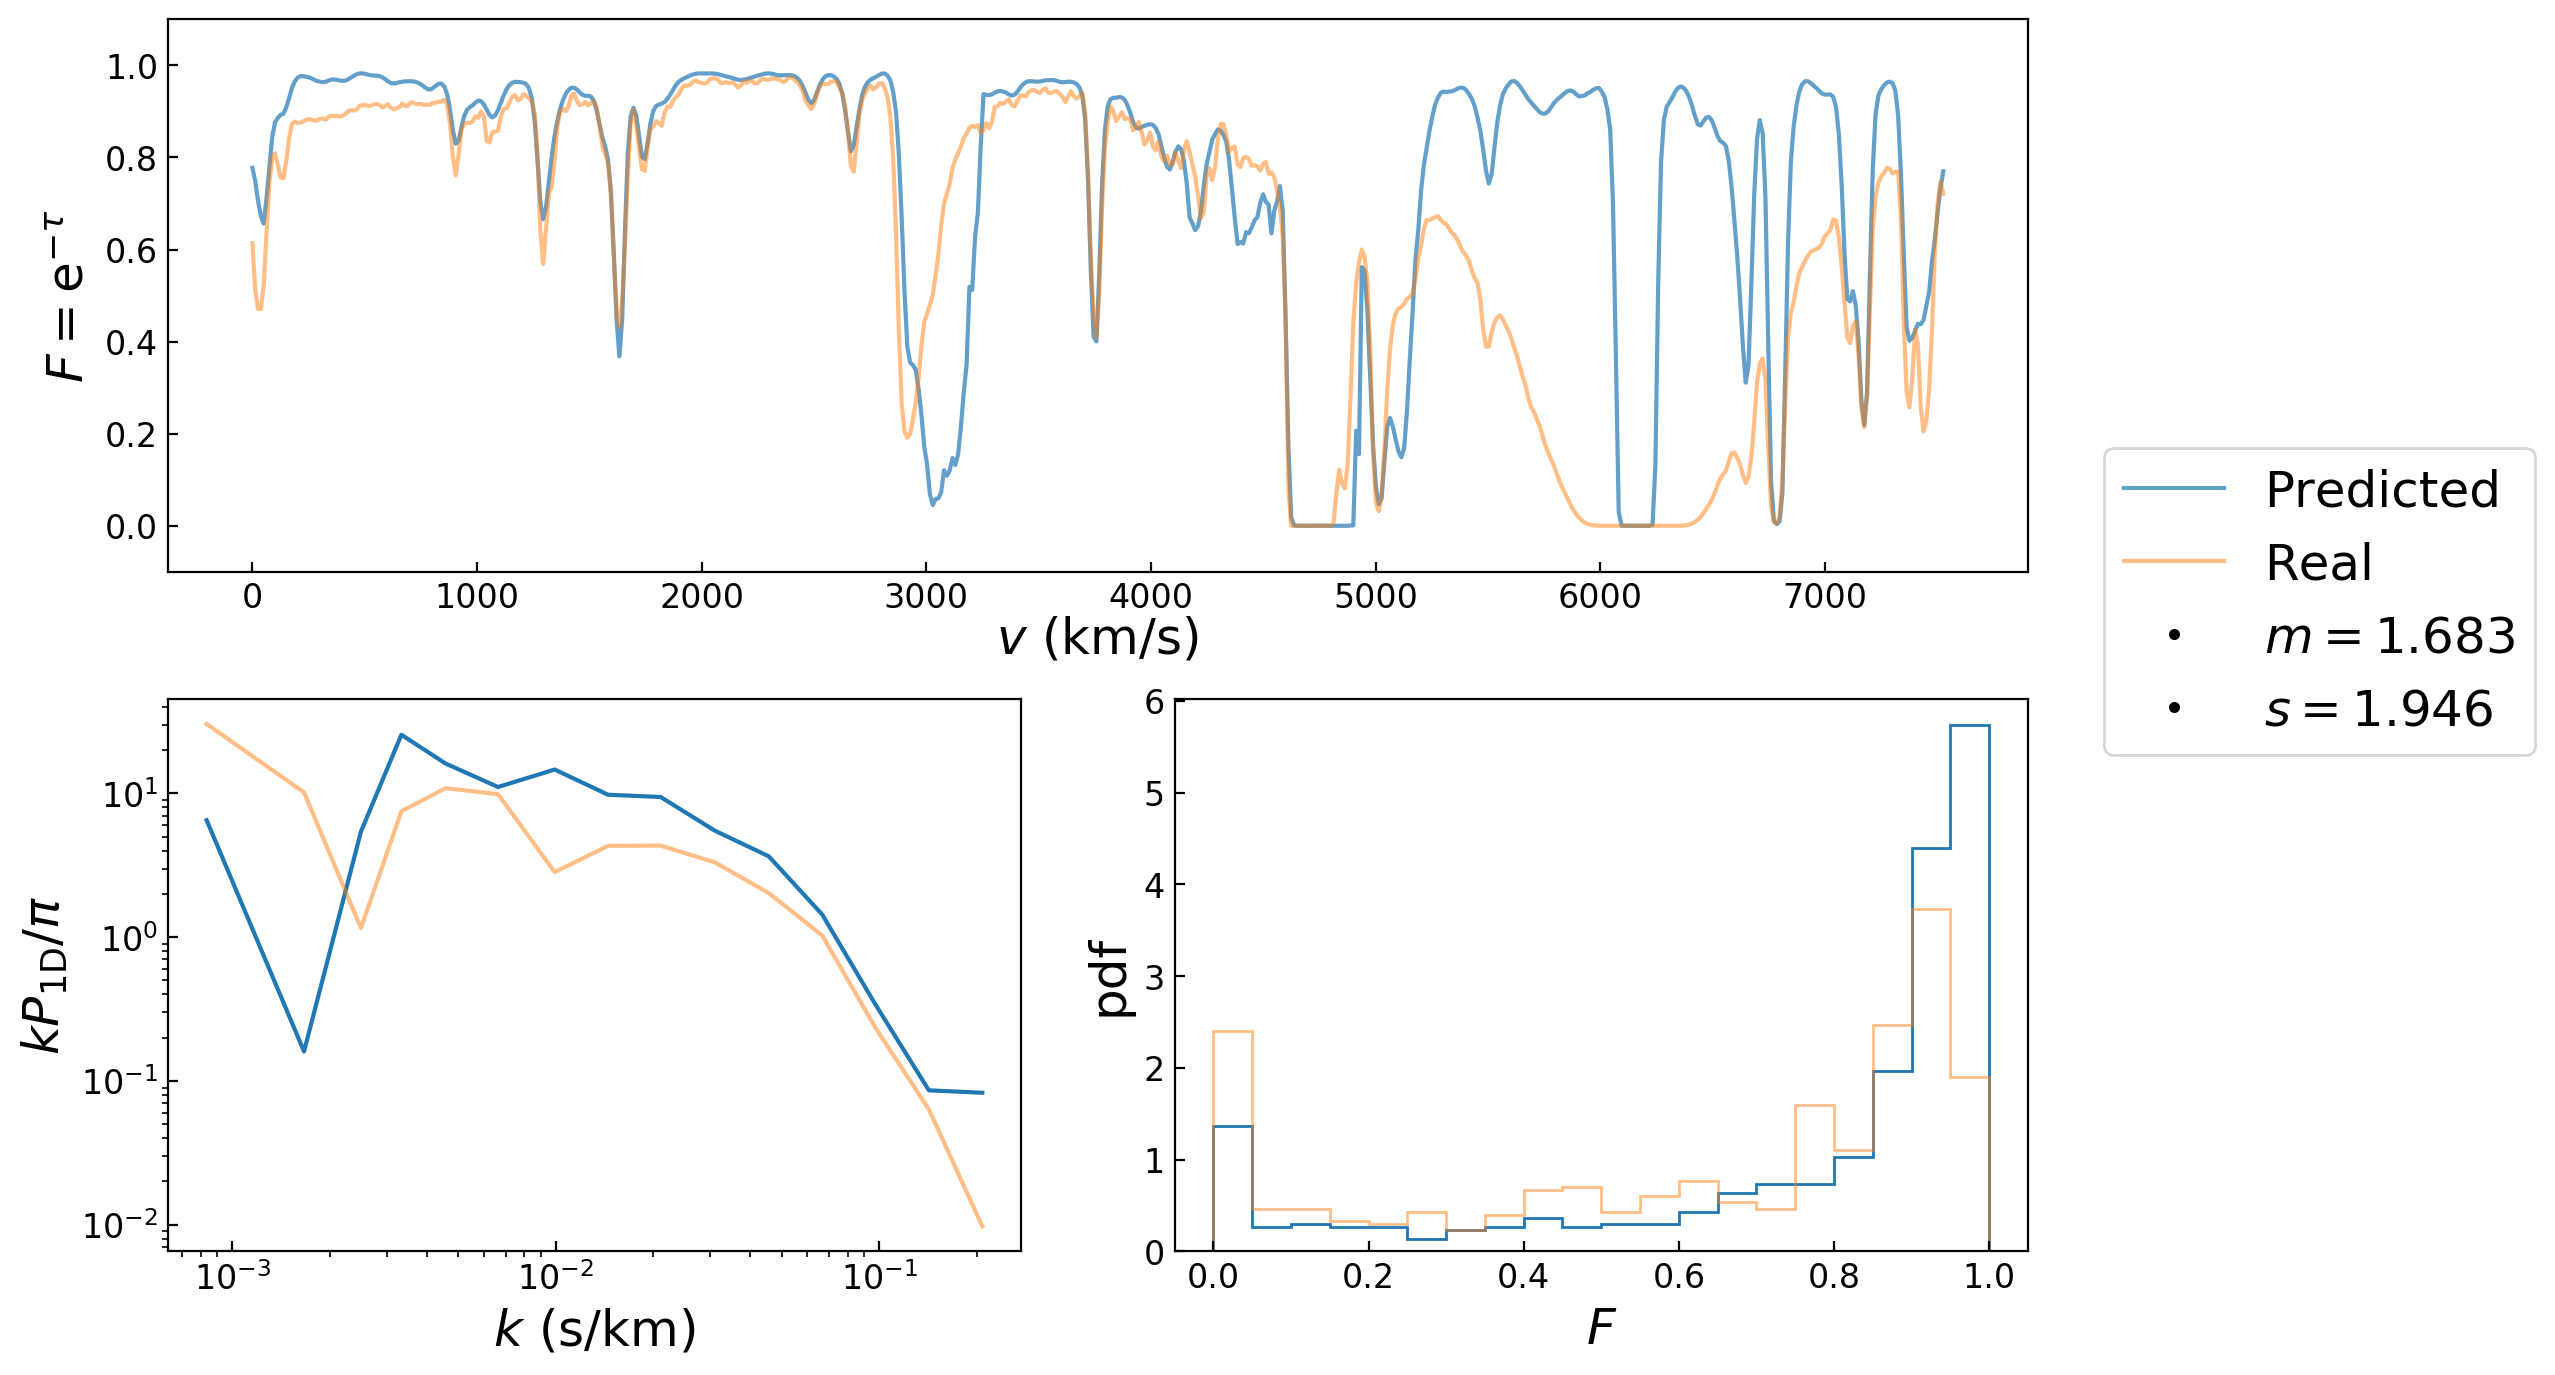 1.0
0.8
0.6
0.4
0.2
0.0
F = e^{−τ}
0 1000 2000 3000 4000 5000 6000 7000
v (km/s)
Predicted
Real
m = 1.683
s = 1.946
10^1
10^0
10^{−1}
10^{−2}
kP_{1D}/π
10^{−3} 10^{−2} 10^{−1}
k (s/km)
6
5
4
3
2
1
0
pdf
0.0 0.2 0.4 0.6 0.8 1.0
F